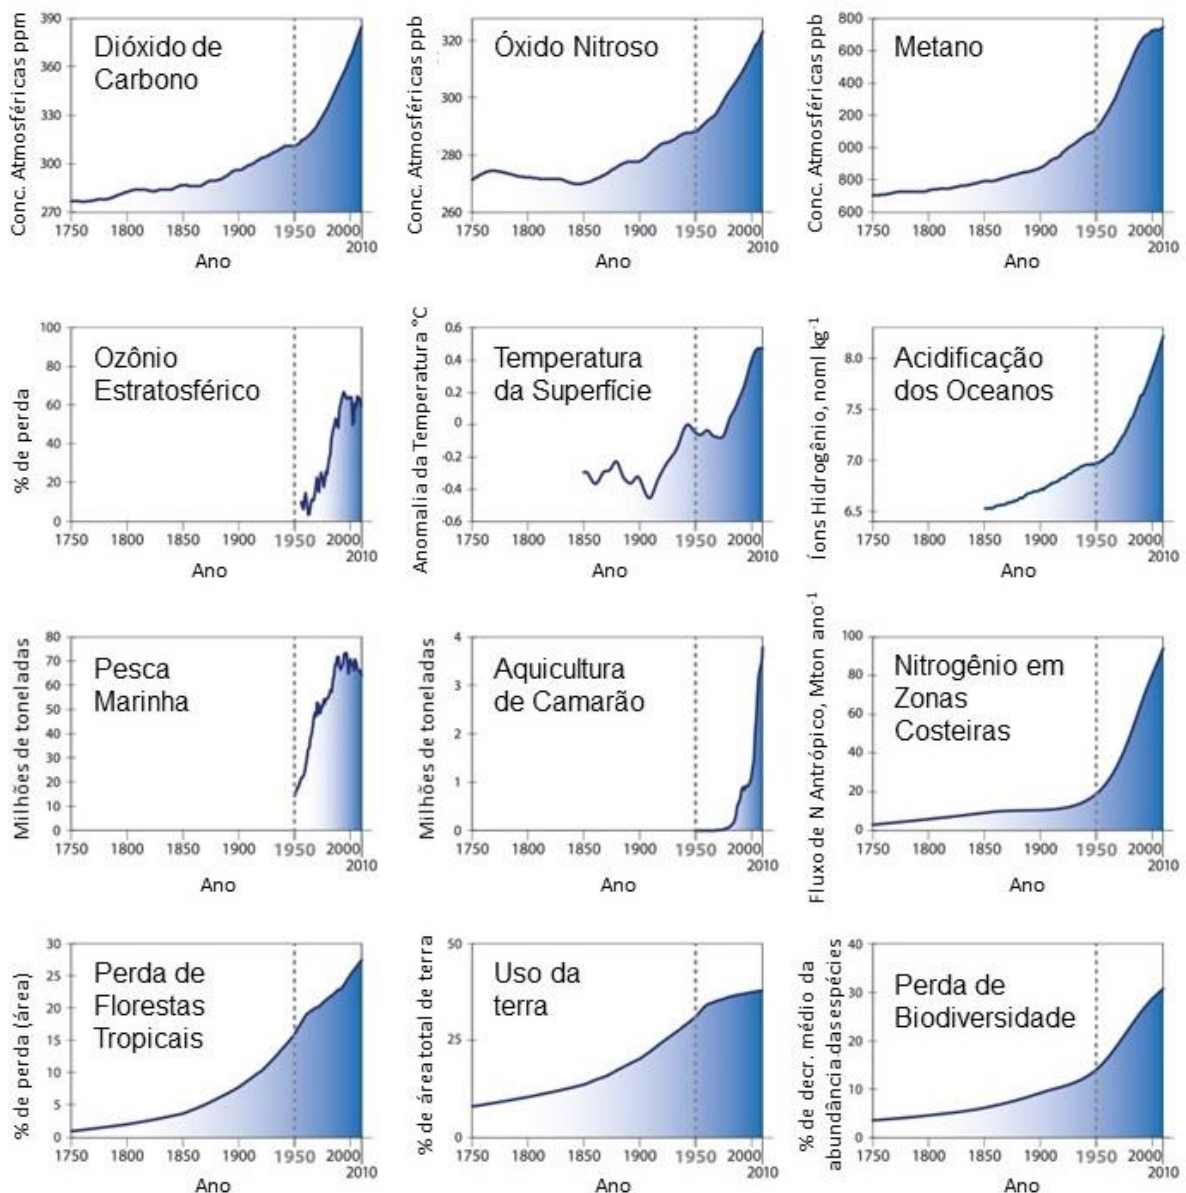 Conc. Atmosféricas ppm
390
360
330
300
270
Dióxido de
Carbono
1750 1800 1850 1900 1950 2000
2010
Ano
Conc. Atmosféricas ppb
320
300
280
260
Óxido Nitroso
1750 1800 1850 1900 1950 2000
2010
Ano
Conc. Atmosféricas ppb
800
600
400
200
000
800
600
Metano
1750 1800 1850 1900 1950 2000
2010
Ano
% de perda
100
80
60
40
20
0
Ozônio
Estratosférico
1750 1800 1850 1900 1950 2000
2010
Ano
Anomalia da Temperatura °C
0.6
0.4
0.2
0
-0.2
-0.4
-0.6
Temperatura
da Superfície
1750 1800 1850 1900 1950 2000
2010
Ano
Íons Hidrogênio, noml kg⁻¹
8.0
7.5
7.0
6.5
Acidificação
dos Oceanos
1750 1800 1850 1900 1950 2000
2010
Ano
Milhões de toneladas
80
70
60
50
40
30
20
10
0
Pesca
Marinha
1750 1800 1850 1900 1950 2000
2010
Ano
Milhões de toneladas
4
3
2
1
0
Aquicultura
de Camarão
1750 1800 1850 1900 1950 2000
2010
Ano
Fluxo de N Antrópico, Mton ano⁻¹
100
80
60
40
20
0
Nitrogênio em
Zonas
Costeiras
1750 1800 1850 1900 1950 2000
2010
Ano
% de perda (área)
30
25
20
15
10
5
0
Perda de
Florestas
Tropicais
1750 1800 1850 1900 1950 2000
2010
Ano
% de área total de terra
50
25
0
Uso da
terra
1750 1800 1850 1900 1950 2000
2010
Ano
% de decr. médio da
abundância das espécies
40
30
20
10
0
Perda de
Biodiversidade
1750 1800 1850 1900 1950 2000
2010
Ano